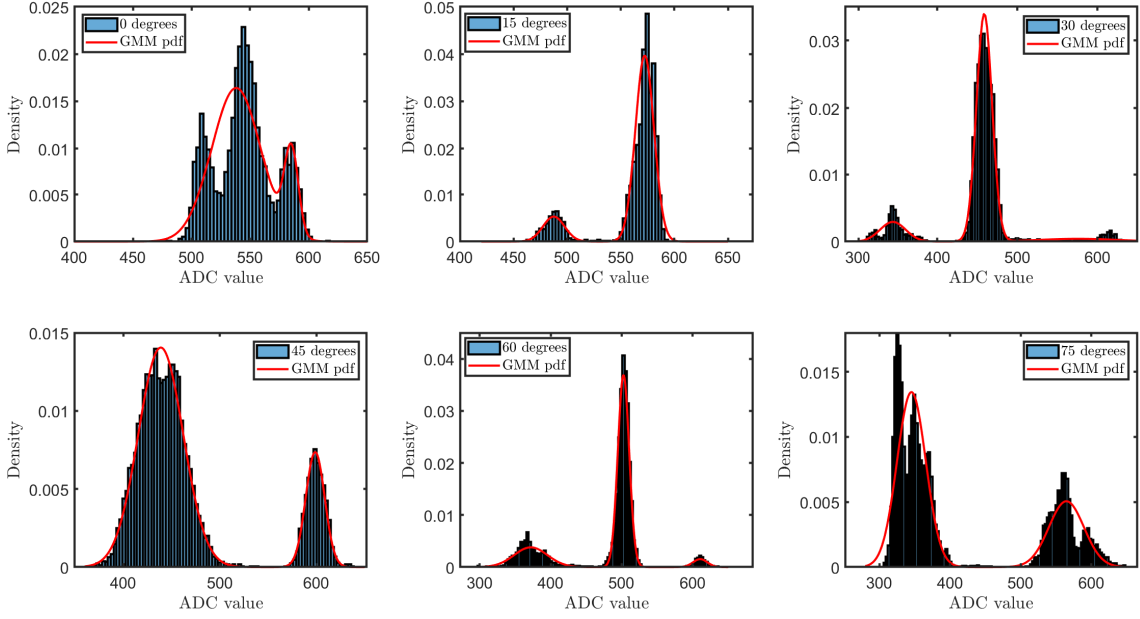 0.025
0.02
0.015
0.01
0.005
0
Density
0 degrees
GMM pdf
400 450 500 550 600 650
ADC value
0.05
0.04
0.03
0.02
0.01
0
Density
15 degrees
GMM pdf
400 450 500 550 600 650
ADC value
0.03
0.02
0.01
0
Density
30 degrees
GMM pdf
300 400 500 600
ADC value
0.015
0.01
0.005
0
Density
45 degrees
GMM pdf
400 500 600
ADC value
0.04
0.03
0.02
0.01
0
Density
60 degrees
GMM pdf
300 400 500 600
ADC value
0.015
0.01
0.005
0
Density
75 degrees
GMM pdf
300 400 500 600
ADC value